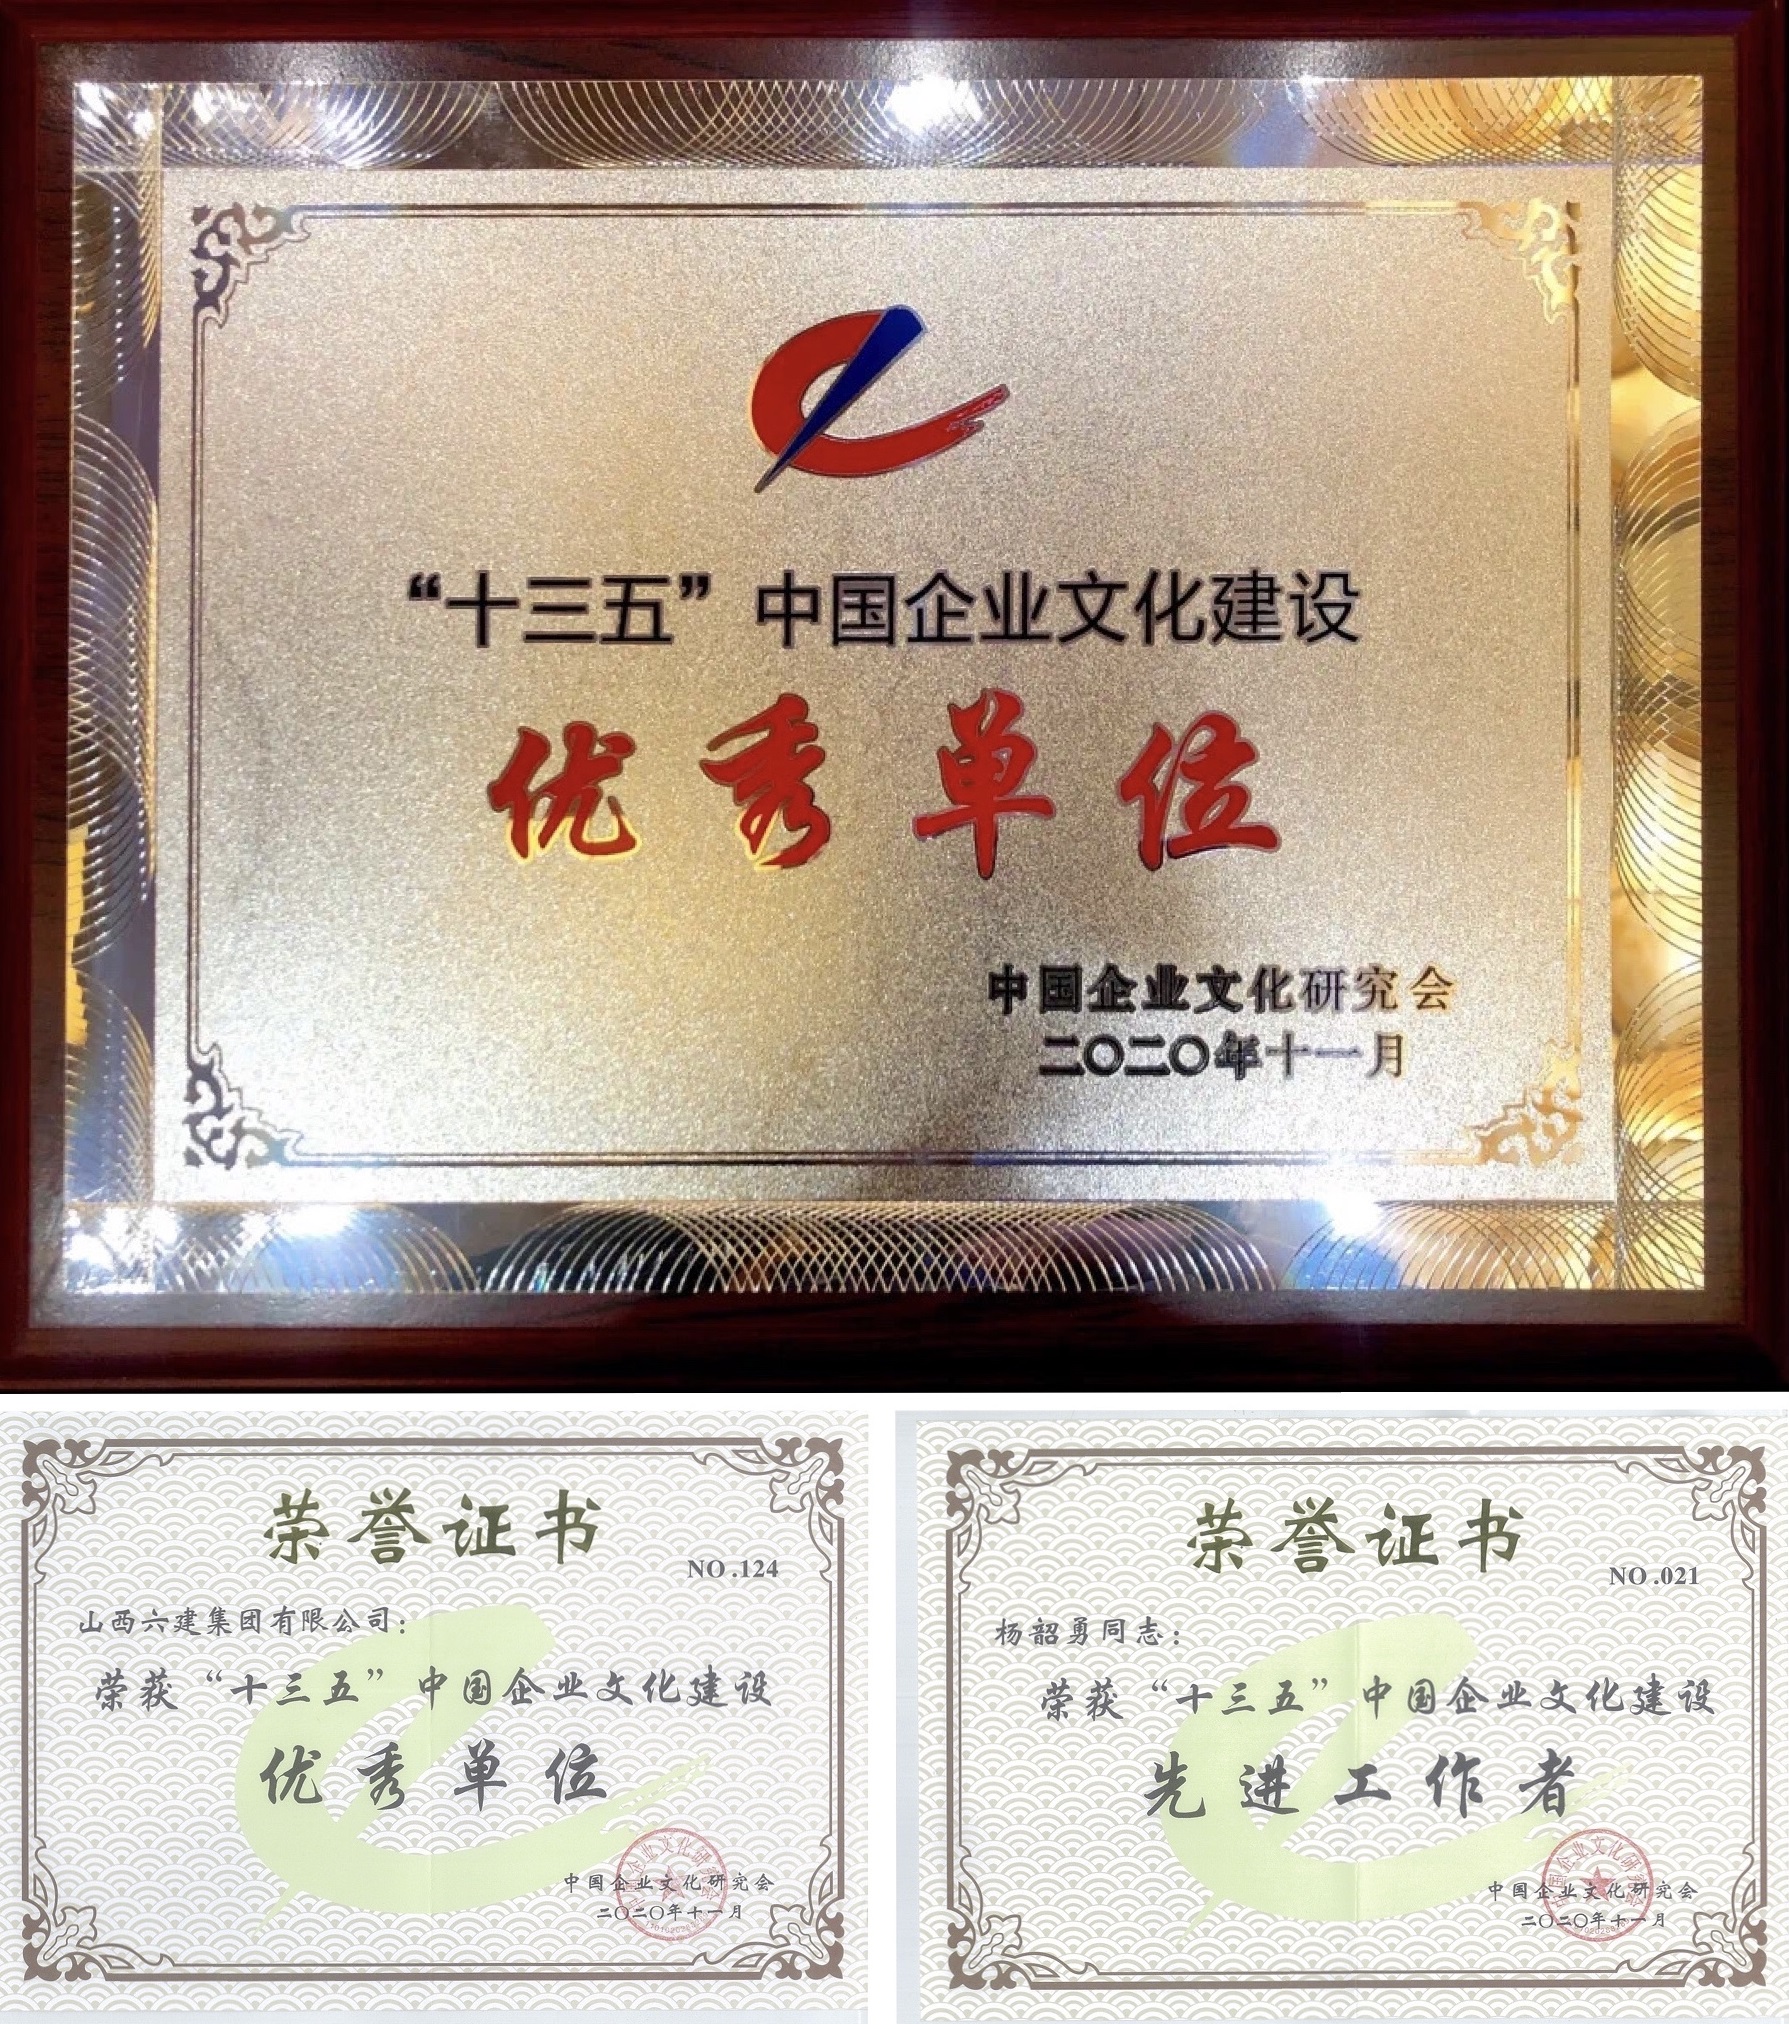 “十三五”中国企业文化建设
优秀单位
中国企业文化研究会
二〇二〇年十一月
荣誉证书
NO.124
山西六建集团有限公司：
荣获“十三五”中国企业文化建设
优秀单位
中国企业文化研究会
二〇二〇年十一月
荣誉证书
NO.021
杨韶勇同志：
荣获“十三五”中国企业文化建设
先进工作者
中国企业文化研究会
二〇二〇年十一月